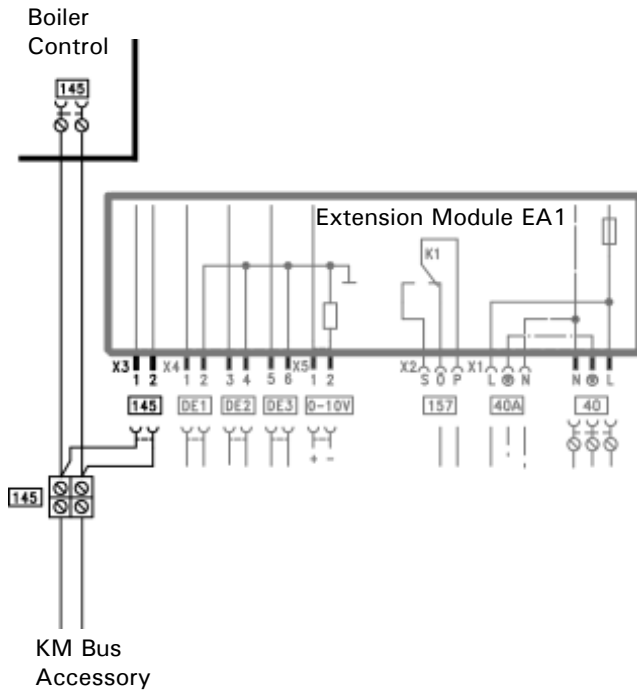 Boiler
Control
145
Extension Module EA1
K1
X3 X4 X5 X2 X1
1 2 1 2 3 4 5 6 1 2 S Ö P L N N L
145 DE1 DE2 DE3 0-10V 157 40A 40
+ -
145
KM Bus
Accessory